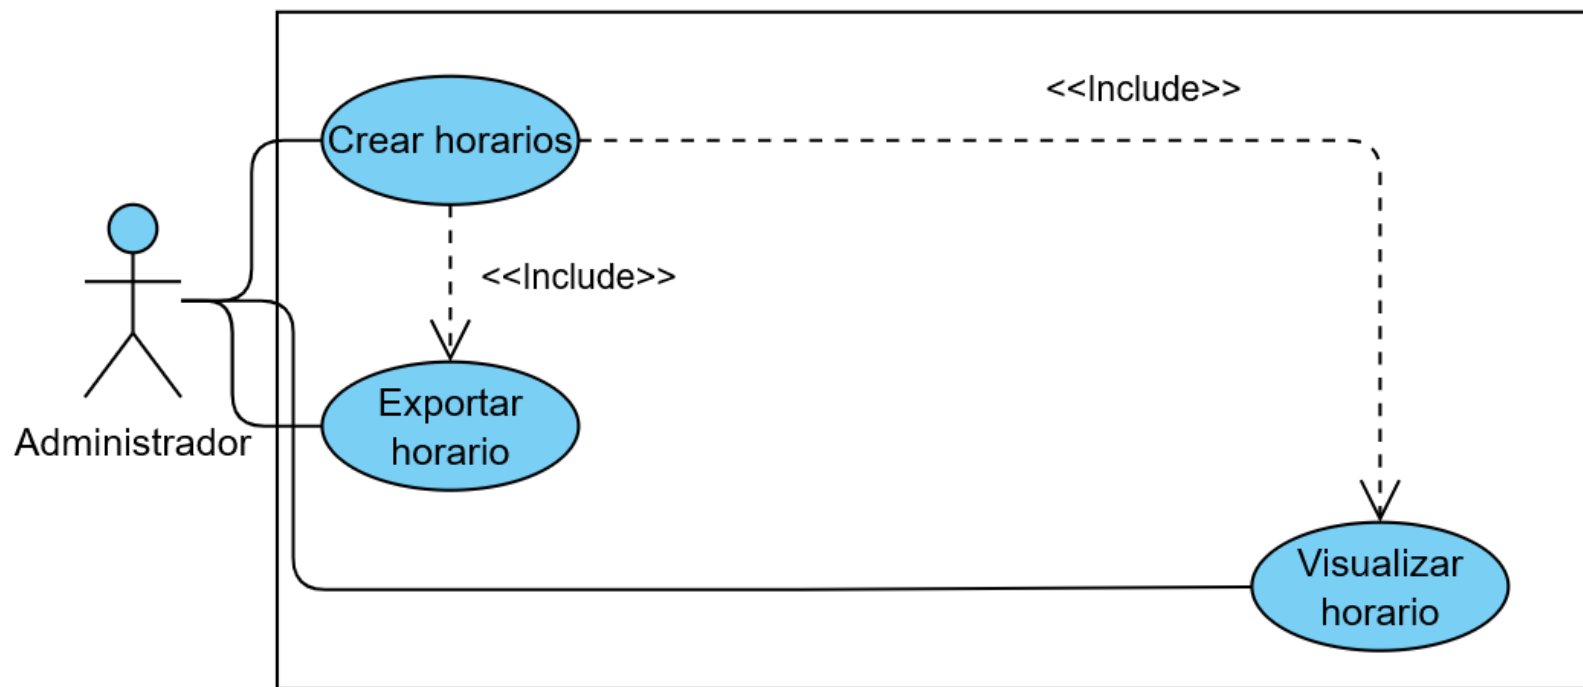 <<Include>>
Crear horarios
<<Include>>
Exportar
horario
Administrador
Visualizar
horario